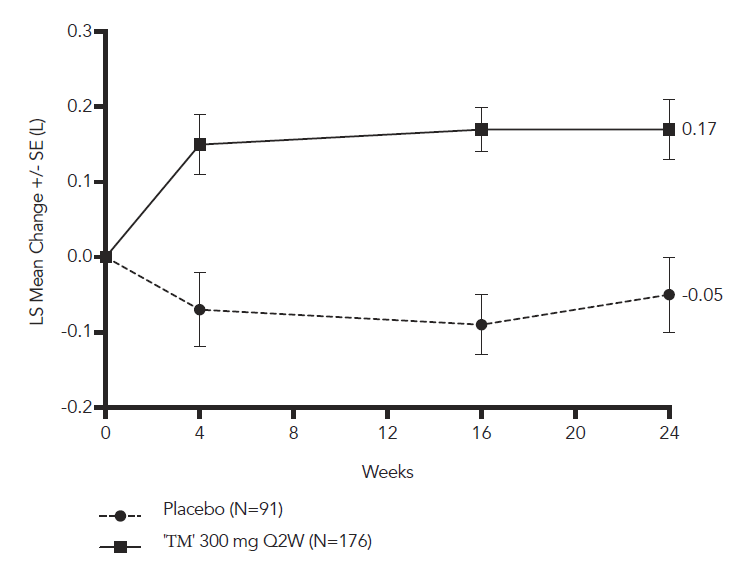 0.3
0.2
0.1
0.0
-0.1
-0.2
LS Mean Change +/- SE (L)
0.17
-0.05
0 4 8 12 16 20 24
Weeks
Placebo (N=91)
'TM' 300 mg Q2W (N=176)